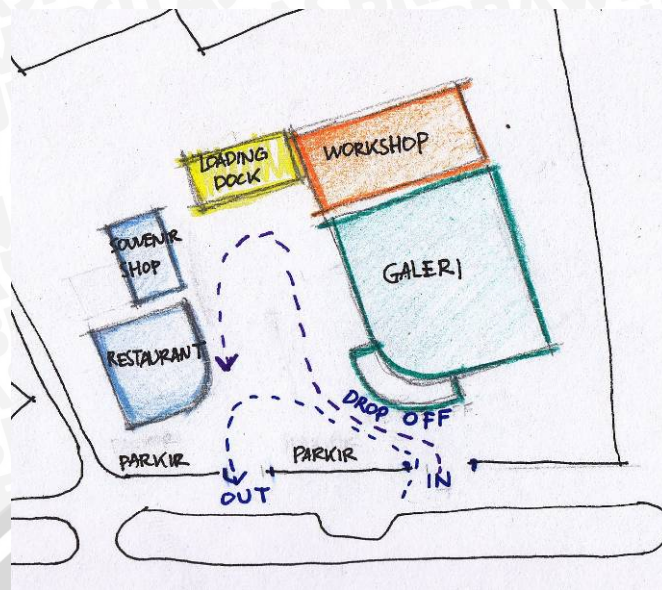 LOADING
DOCK
WORKSHOP
SOUVENIR
SHOP
GALERI
RESTAURANT
DROP OFF
PARKIR
PARKIR
IN
OUT